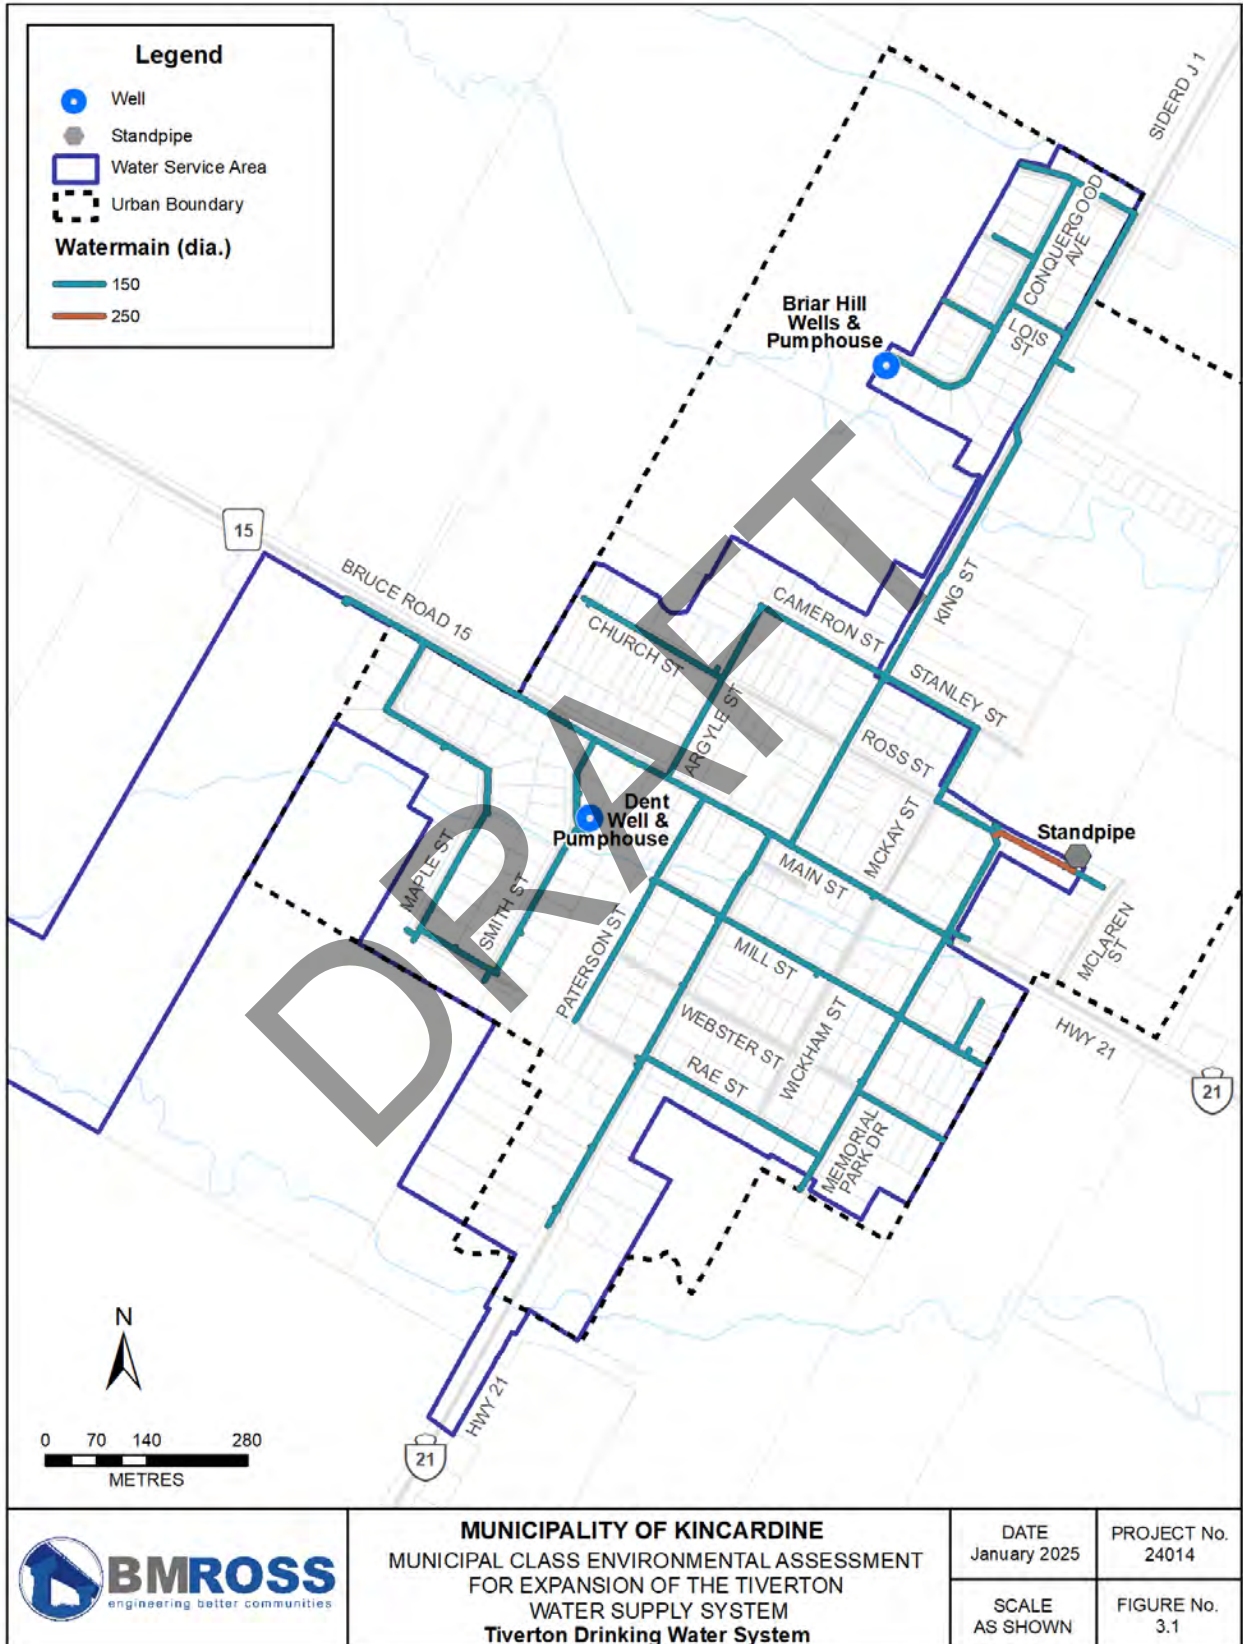 Legend
Well
Standpipe
Water Service Area
Urban Boundary
Watermain (dia.)
150
250
SIDERD J 1
CONQUERGOOD
AVE
LOIS
ST
Briar Hill
Wells &
Pumphouse
15
BRUCE ROAD 15
CHURCH ST
CAMERON ST
KING ST
STANLEY ST
ARGYLE ST
ROSS ST
DRAFT
Dent
Well &
Pumphouse
MCKAY ST
Standpipe
MAIN ST
MAPLE ST
SMITH ST
PATERSON ST
MILL ST
MCLAREN
ST
WEBSTER ST
WICKHAM ST
HWY 21
21
RAE ST
MEMORIAL
PARK DR
N
0 70 140 280
METRES
HWY 21
21
BMROSS
engineering better communities
MUNICIPALITY OF KINCARDINE
MUNICIPAL CLASS ENVIRONMENTAL ASSESSMENT
FOR EXPANSION OF THE TIVERTON
WATER SUPPLY SYSTEM
Tiverton Drinking Water System
DATE
January 2025
PROJECT No.
24014
SCALE
AS SHOWN
FIGURE No.
3.1